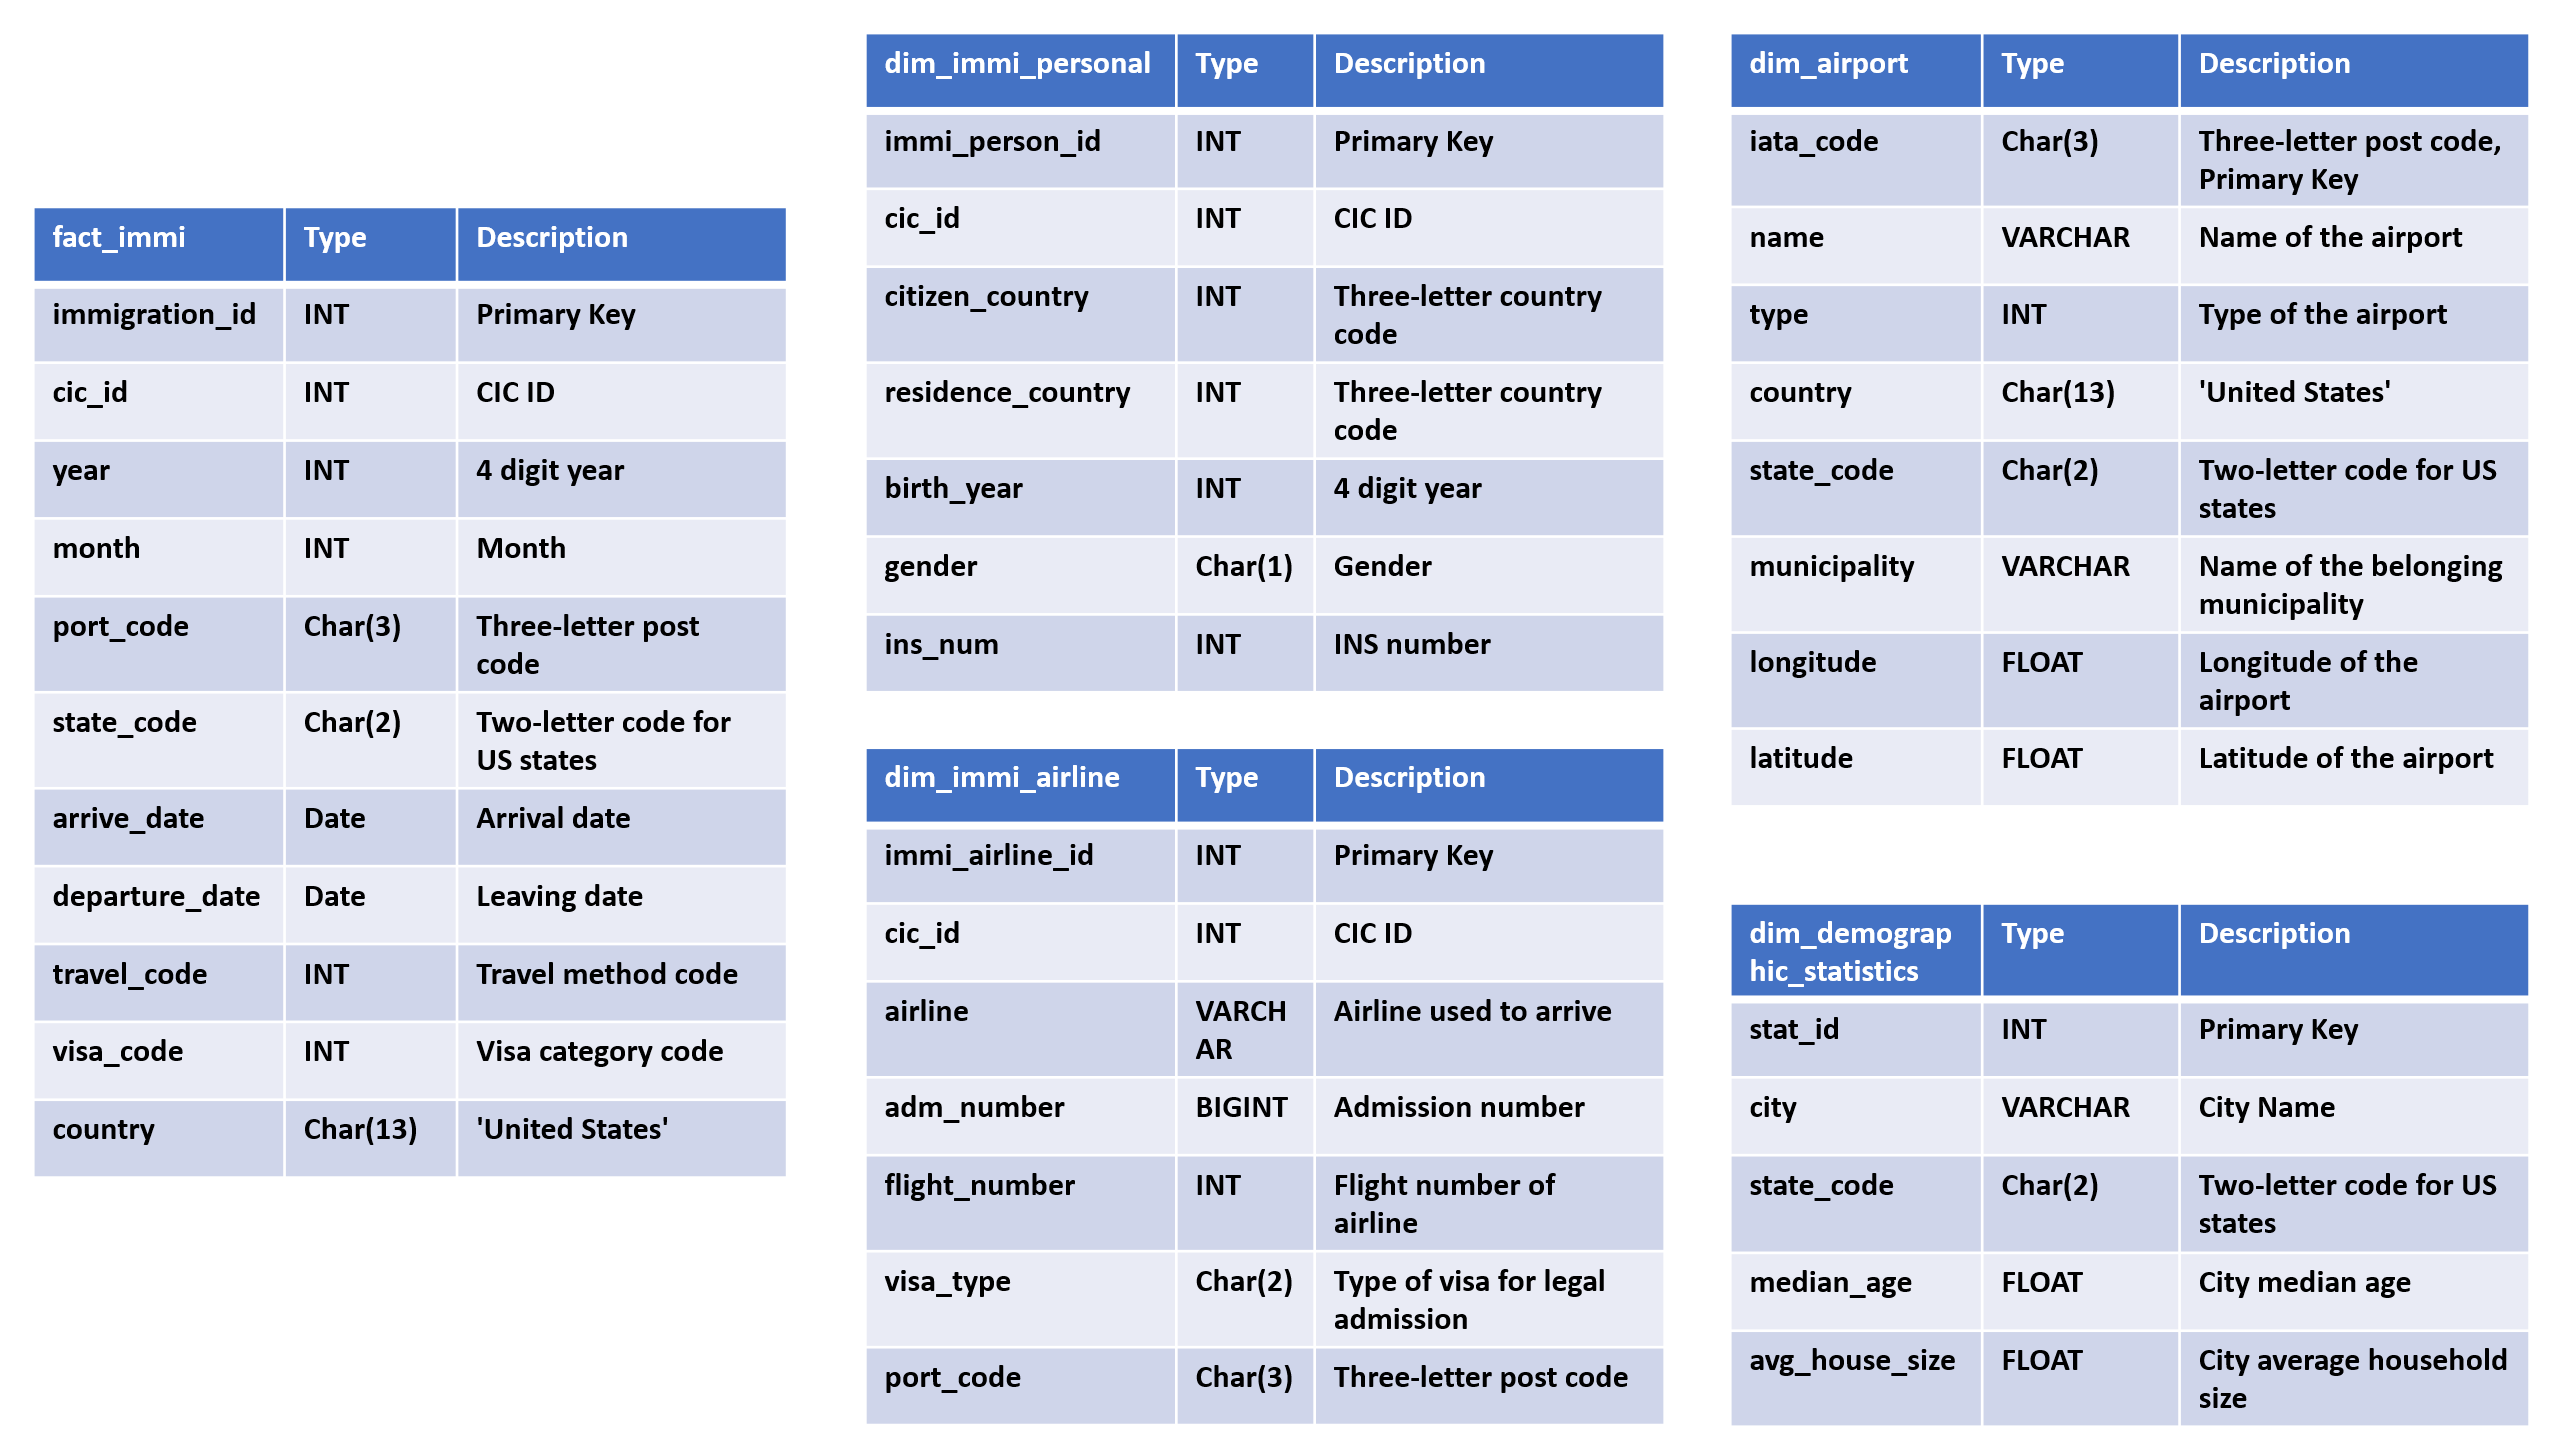 fact_immi Type Description
immigration_id INT Primary Key
cic_id INT CIC ID
year INT 4 digit year
month INT Month
port_code Char(3) Three-letter post
code
state_code Char(2) Two-letter code for
US states
arrive_date Date Arrival date
departure_date Date Leaving date
travel_code INT Travel method code
visa_code INT Visa category code
country Char(13) 'United States'
dim_immi_personal Type Description
immi_person_id INT Primary Key
cic_id INT CIC ID
citizen_country INT Three-letter country
code
residence_country INT Three-letter country
code
birth_year INT 4 digit year
gender Char(1) Gender
ins_num INT INS number
dim_immi_airline Type Description
immi_airline_id INT Primary Key
cic_id INT CIC ID
airline VARCH Airline used to arrive
AR
adm_number BIGINT Admission number
flight_number INT Flight number of
airline
visa_type Char(2) Type of visa for legal
admission
port_code Char(3) Three-letter post code
dim_airport Type Description
iata_code Char(3) Three-letter post code,
Primary Key
name VARCHAR Name of the airport
type INT Type of the airport
country Char(13) 'United States'
state_code Char(2) Two-letter code for US
states
municipality VARCHAR Name of the belonging
municipality
longitude FLOAT Longitude of the
airport
latitude FLOAT Latitude of the airport
dim_demograp Type Description
hic_statistics
stat_id INT Primary Key
city VARCHAR City Name
state_code Char(2) Two-letter code for US
states
median_age FLOAT City median age
avg_house_size FLOAT City average household
size